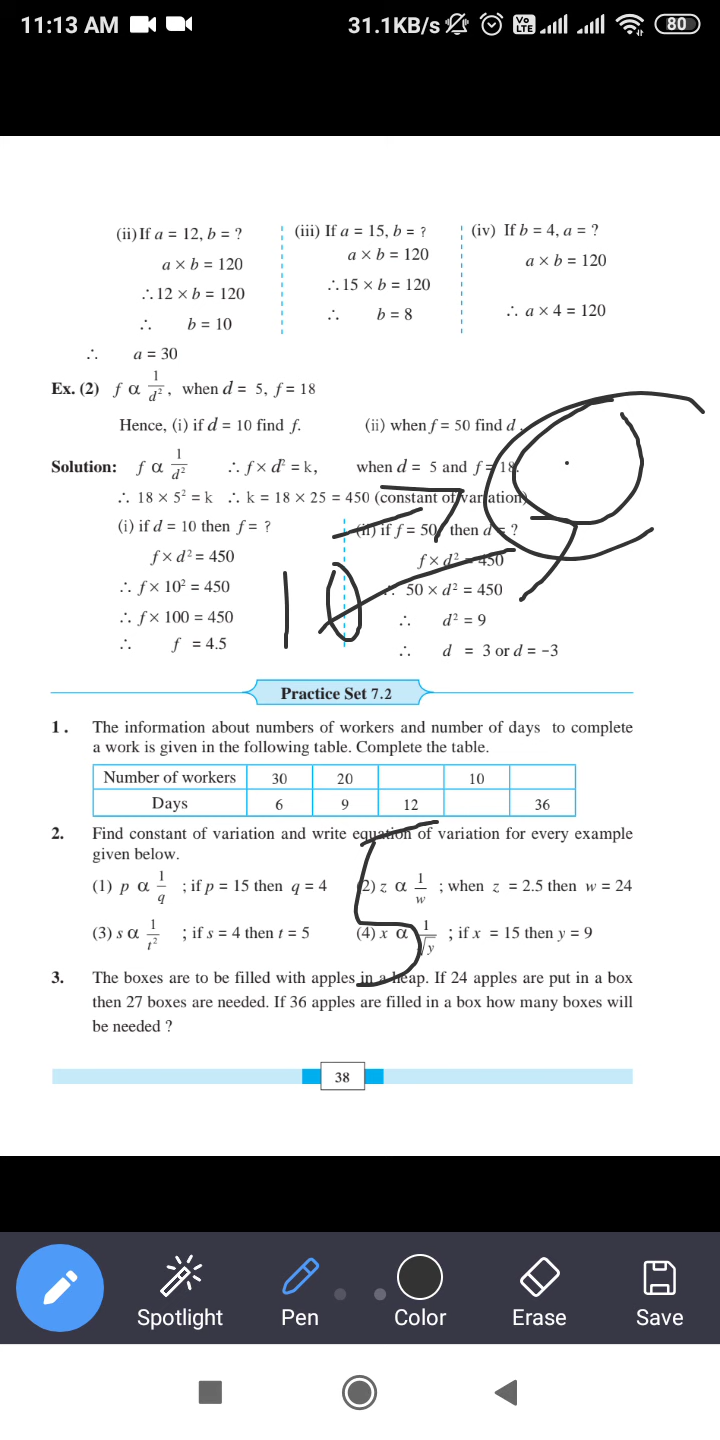 11:13 AM 31.1KB/s Vo LTE 80
(ii) If a = 12, b = ? (iii) If a = 15, b = ? (iv) If b = 4, a = ?
a × b = 120 a × b = 120 a × b = 120
∴ 12 × b = 120 ∴ 15 × b = 120 ∴ a × 4 = 120
∴ b = 10 ∴ b = 8
∴ a = 30
Ex. (2) f α 1/d², when d = 5, f = 18
Hence, (i) if d = 10 find f. (ii) when f = 50 find d
Solution: f α 1/d² ∴ f × d² = k, when d = 5 and f = 18.
∴ 18 × 5² = k ∴ k = 18 × 25 = 450 (constant of variation)
(i) if d = 10 then f = ? (ii) if f = 50, then d = ?
f × d² = 450 f × d² = 450
∴ f × 10² = 450 ∴ 50 × d² = 450
∴ f × 100 = 450 ∴ d² = 9
∴ f = 4.5 ∴ d = 3 or d = −3
10
Practice Set 7.2
1. The information about numbers of workers and number of days to complete
a work is given in the following table. Complete the table.
Number of workers 30 20 10
Days 6 9 12 36
2. Find constant of variation and write equation of variation for every example
given below.
(1) p α 1/q ; if p = 15 then q = 4 (2) z α 1/w ; when z = 2.5 then w = 24
(3) s α 1/t² ; if s = 4 then t = 5 (4) x α 1/√y ; if x = 15 then y = 9
5
3. The boxes are to be filled with apples in a heap. If 24 apples are put in a box
then 27 boxes are needed. If 36 apples are filled in a box how many boxes will
be needed ?
38
Spotlight Pen Color Erase Save